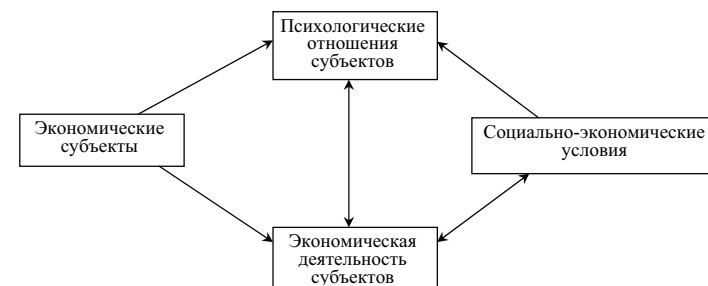 Психологические
отношения
субъектов
Экономические
субъекты
Социально-экономические
условия
Экономическая
деятельность
субъектов